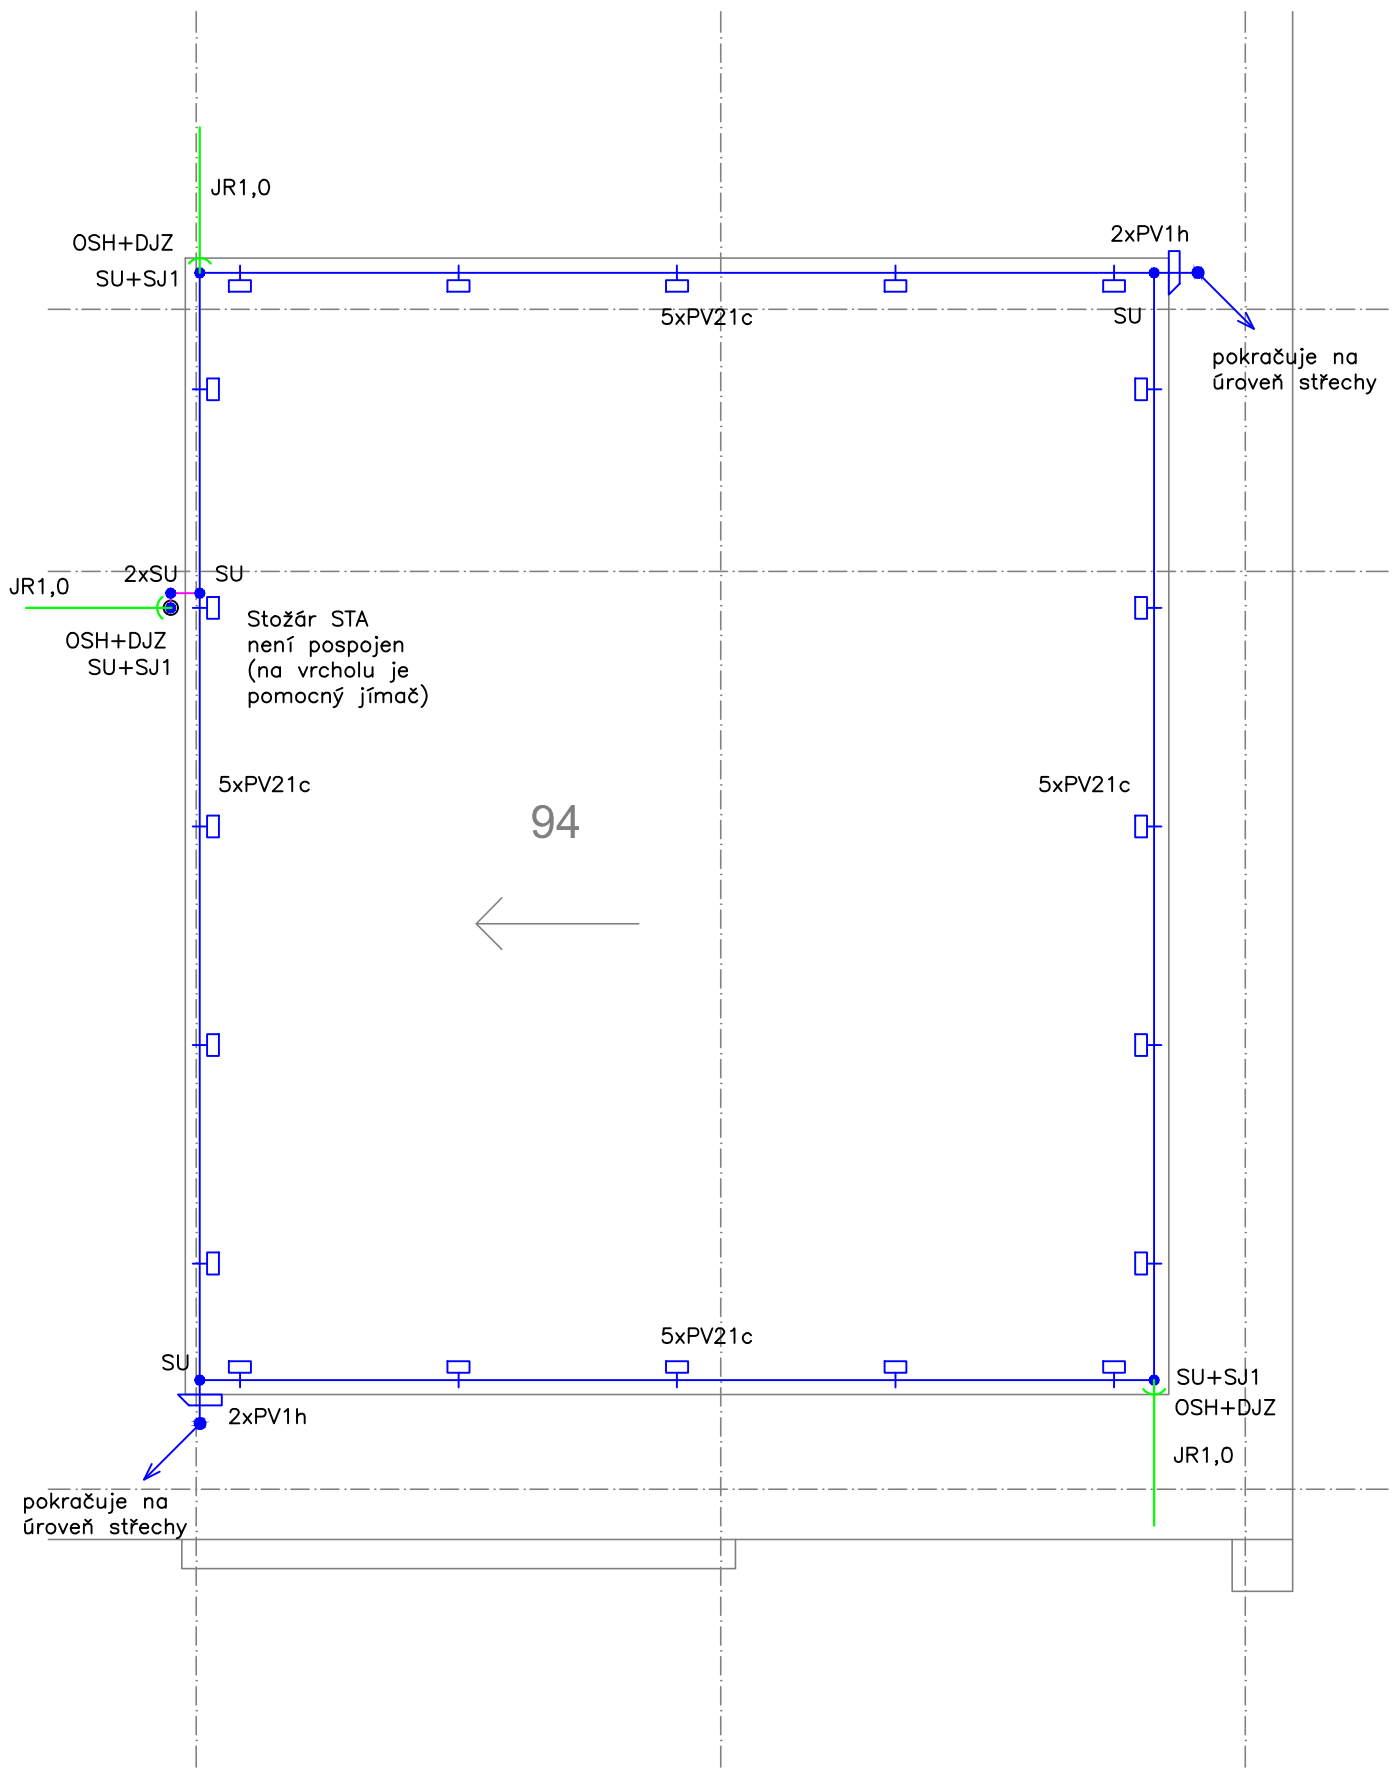 JR1,0
2xPV1h
OSH+DJZ
SU+SJ1
5xPV21c
SU
pokračuje na
úroveň střechy
2xSU
SU
JR1,0
Stožár STA
není pospojen
(na vrcholu je
pomocný jímač)
OSH+DJZ
SU+SJ1
5xPV21c
5xPV21c
94
5xPV21c
SU
SU+SJ1
OSH+DJZ
2xPV1h
JR1,0
pokračuje na
úroveň střechy